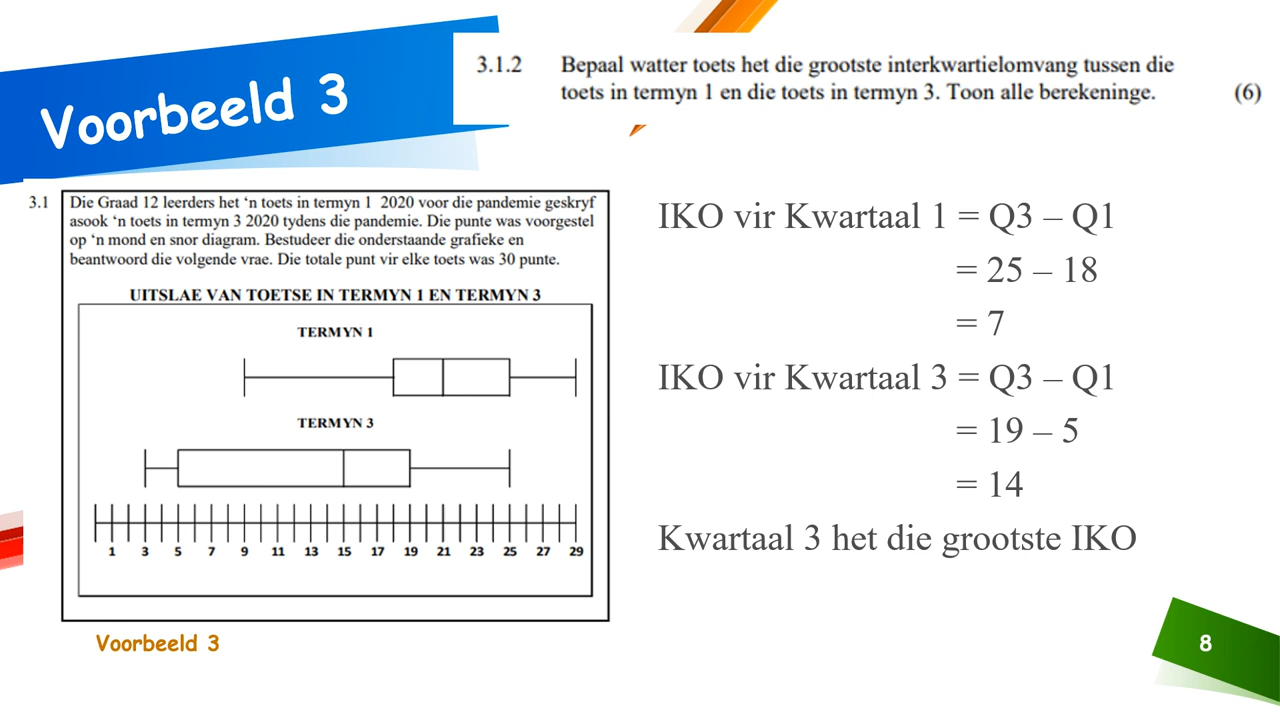 Voorbeeld 3
3.1.2 Bepaal watter toets het die grootste interkwartielomvang tussen die
toets in termyn 1 en die toets in termyn 3. Toon alle berekeninge. (6)
3.1 Die Graad 12 leerders het ‘n toets in termyn 1 2020 voor die pandemie geskryf
asook ‘n toets in termyn 3 2020 tydens die pandemie. Die punte was voorgestel
op ‘n mond en snor diagram. Bestudeer die onderstaande grafieke en
beantwoord die volgende vrae. Die totale punt vir elke toets was 30 punte.
UITSLAE VAN TOETSE IN TERMYN 1 EN TERMYN 3
TERMYN 1
TERMYN 3
1 3 5 7 9 11 13 15 17 19 21 23 25 27 29
Voorbeeld 3
IKO vir Kwartaal 1 = Q3 – Q1
= 25 – 18
= 7
IKO vir Kwartaal 3 = Q3 – Q1
= 19 – 5
= 14
Kwartaal 3 het die grootste IKO
8